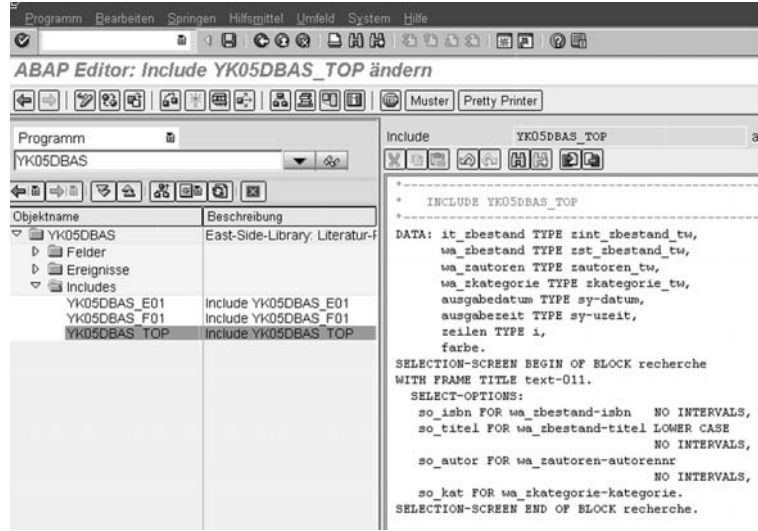 Programm Bearbeiten Springen Hilfsmittel Umfeld System Hilfe
ABAP Editor: Include YK05DBAS_TOP ändern
Muster Pretty Printer
Programm
YK05DBAS
Objektname Beschreibung
YK05DBAS East-Side-Library: Literatur-F
Felder
Ereignisse
Includes
YK05DBAS_E01 Include YK05DBAS_E01
YK05DBAS_F01 Include YK05DBAS_F01
YK05DBAS_TOP Include YK05DBAS_TOP
Include YK05DBAS_TOP a
*----------------------------------------------------
* INCLUDE YK05DBAS_TOP
*----------------------------------------------------
DATA: it_zbestand TYPE zint_zbestand_tw,
wa_zbestand TYPE zst_zbestand_tw,
wa_zautoren TYPE zautoren_tw,
wa_zkategorie TYPE zkategorie_tw,
ausgabedatum TYPE sy-datum,
ausgabezeit TYPE sy-uzeit,
zeilen TYPE i,
farbe.
SELECTION-SCREEN BEGIN OF BLOCK recherche
WITH FRAME TITLE text-011.
SELECT-OPTIONS:
so_isbn FOR wa_zbestand-isbn NO INTERVALS,
so_titel FOR wa_zbestand-titel LOWER CASE
NO INTERVALS,
so_autor FOR wa_zautoren-autorennr
NO INTERVALS,
so_kat FOR wa_zkategorie-kategorie.
SELECTION-SCREEN END OF BLOCK recherche.